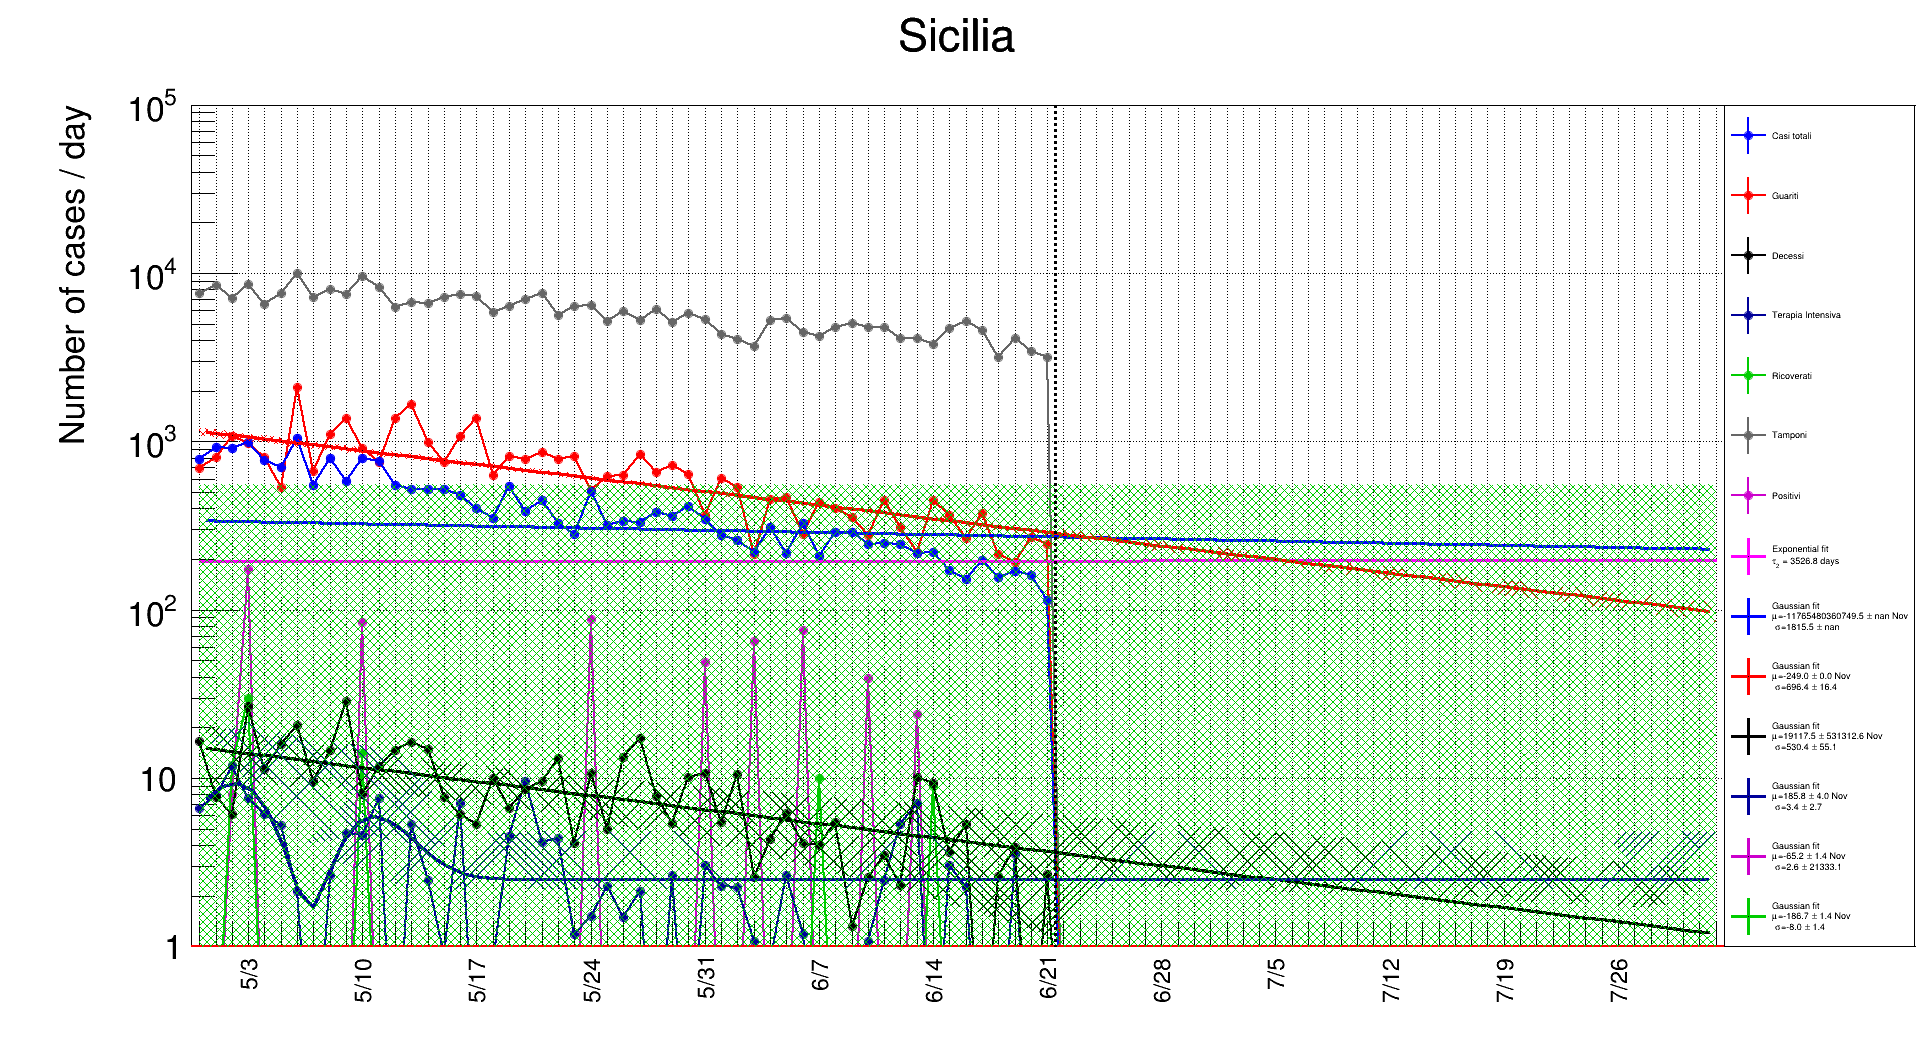 Sicilia
Number of cases / day
10^5
10^4
10^3
10^2
10
1
5/3
5/10
5/17
5/24
5/31
6/7
6/14
6/21
6/28
7/5
7/12
7/19
7/26
Casi totali
Guariti
Decessi
Terapia Intensiva
Ricoverati
Tamponi
Positivi
Exponential fit
τ_2 = 3526.8 days
Gaussian fit
μ=-11765480360749.5 ± nan Nov
σ=1815.5 ± nan
Gaussian fit
μ=-249.0 ± 0.0 Nov
σ=696.4 ± 16.4
Gaussian fit
μ=19117.5 ± 531312.6 Nov
σ=530.4 ± 55.1
Gaussian fit
μ=185.8 ± 4.0 Nov
σ=3.4 ± 2.7
Gaussian fit
μ=-65.2 ± 1.4 Nov
σ=2.6 ± 21333.1
Gaussian fit
μ=-186.7 ± 1.4 Nov
σ=-8.0 ± 1.4